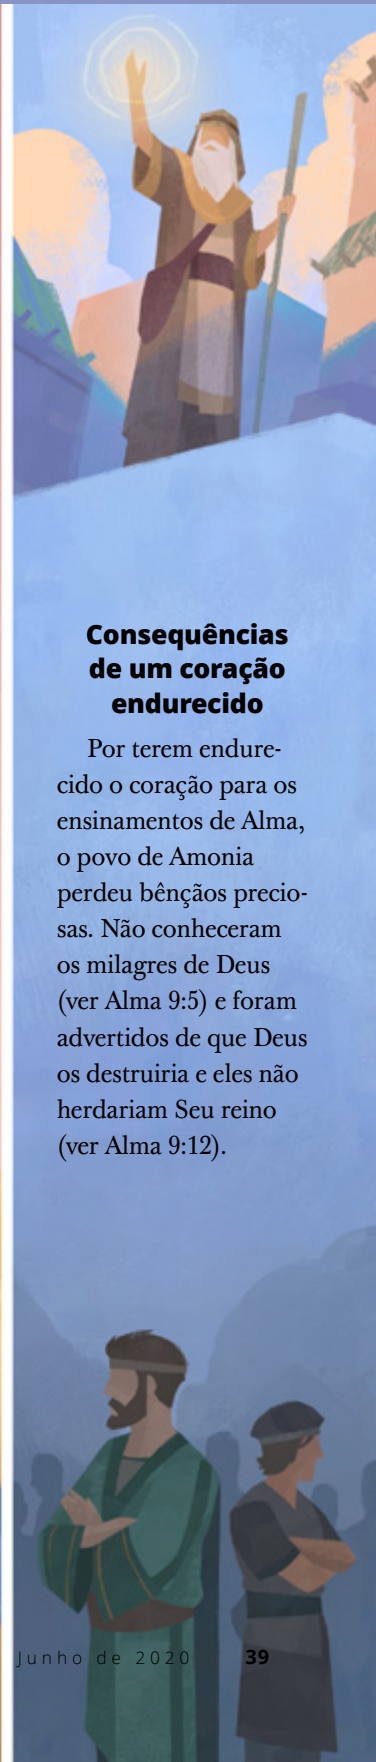 Consequências
de um coração
endurecido
Por terem endure-
cido o coração para os
ensinamentos de Alma,
o povo de Amonia
perdeu bênçãos precio-
sas. Não conheceram
os milagres de Deus
(ver Alma 9:5) e foram
advertidos de que Deus
os destruiria e eles não
herdariam Seu reino
(ver Alma 9:12).
Junho de 2020 39